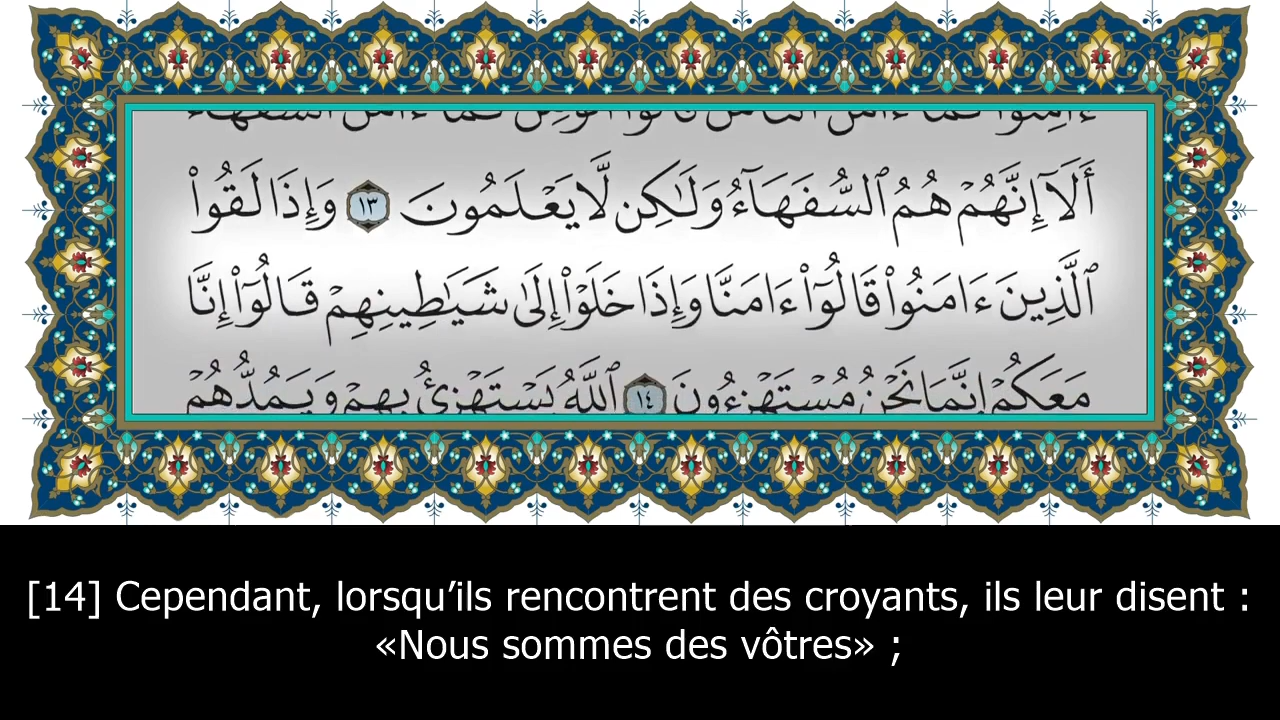 أَلَآ إِنَّهُمْ هُمُ ٱلسُّفَهَآءُ وَلَـٰكِن لَّا يَعْلَمُونَ ١٣ وَإِذَا لَقُوا۟
ٱلَّذِينَ ءَامَنُوا۟ قَالُوٓا۟ ءَامَنَّا وَإِذَا خَلَوْا۟ إِلَىٰ شَيَـٰطِينِهِمْ قَالُوٓا۟ إِنَّا
مَعَكُمْ إِنَّمَا نَحْنُ مُسْتَهْزِءُونَ ١٤ ٱللَّهُ يَسْتَهْزِئُ بِهِمْ وَيَمُدُّهُمْ
[14] Cependant, lorsqu’ils rencontrent des croyants, ils leur disent :
«Nous sommes des vôtres» ;